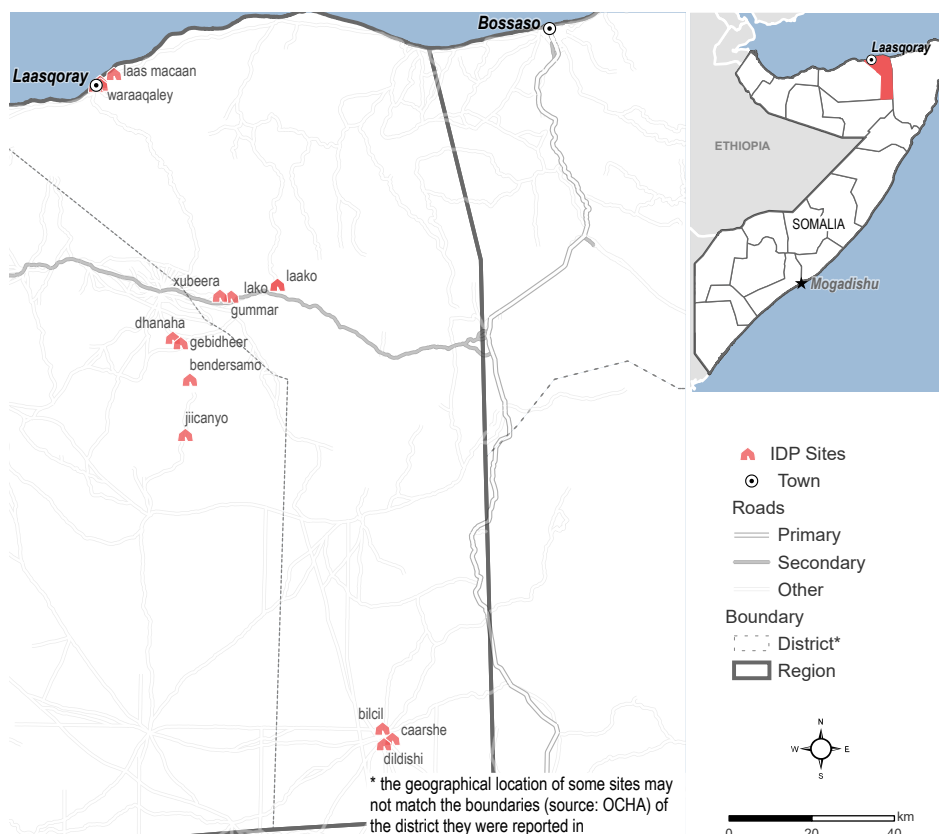 Bossaso
Laasqoray
laas macaan
waraaqaley
xubeera
lako
laako
gummar
dhanaha
gebidheer
bendersamo
jiicanyo
bilcil
caarshe
dildishi
* the geographical location of some sites may
not match the boundaries (source: OCHA) of
the district they were reported in
Laasqoray
ETHIOPIA
SOMALIA
Mogadishu
IDP Sites
Town
Roads
Primary
Secondary
Other
Boundary
District*
Region
N
W E
S
km
0 20 40